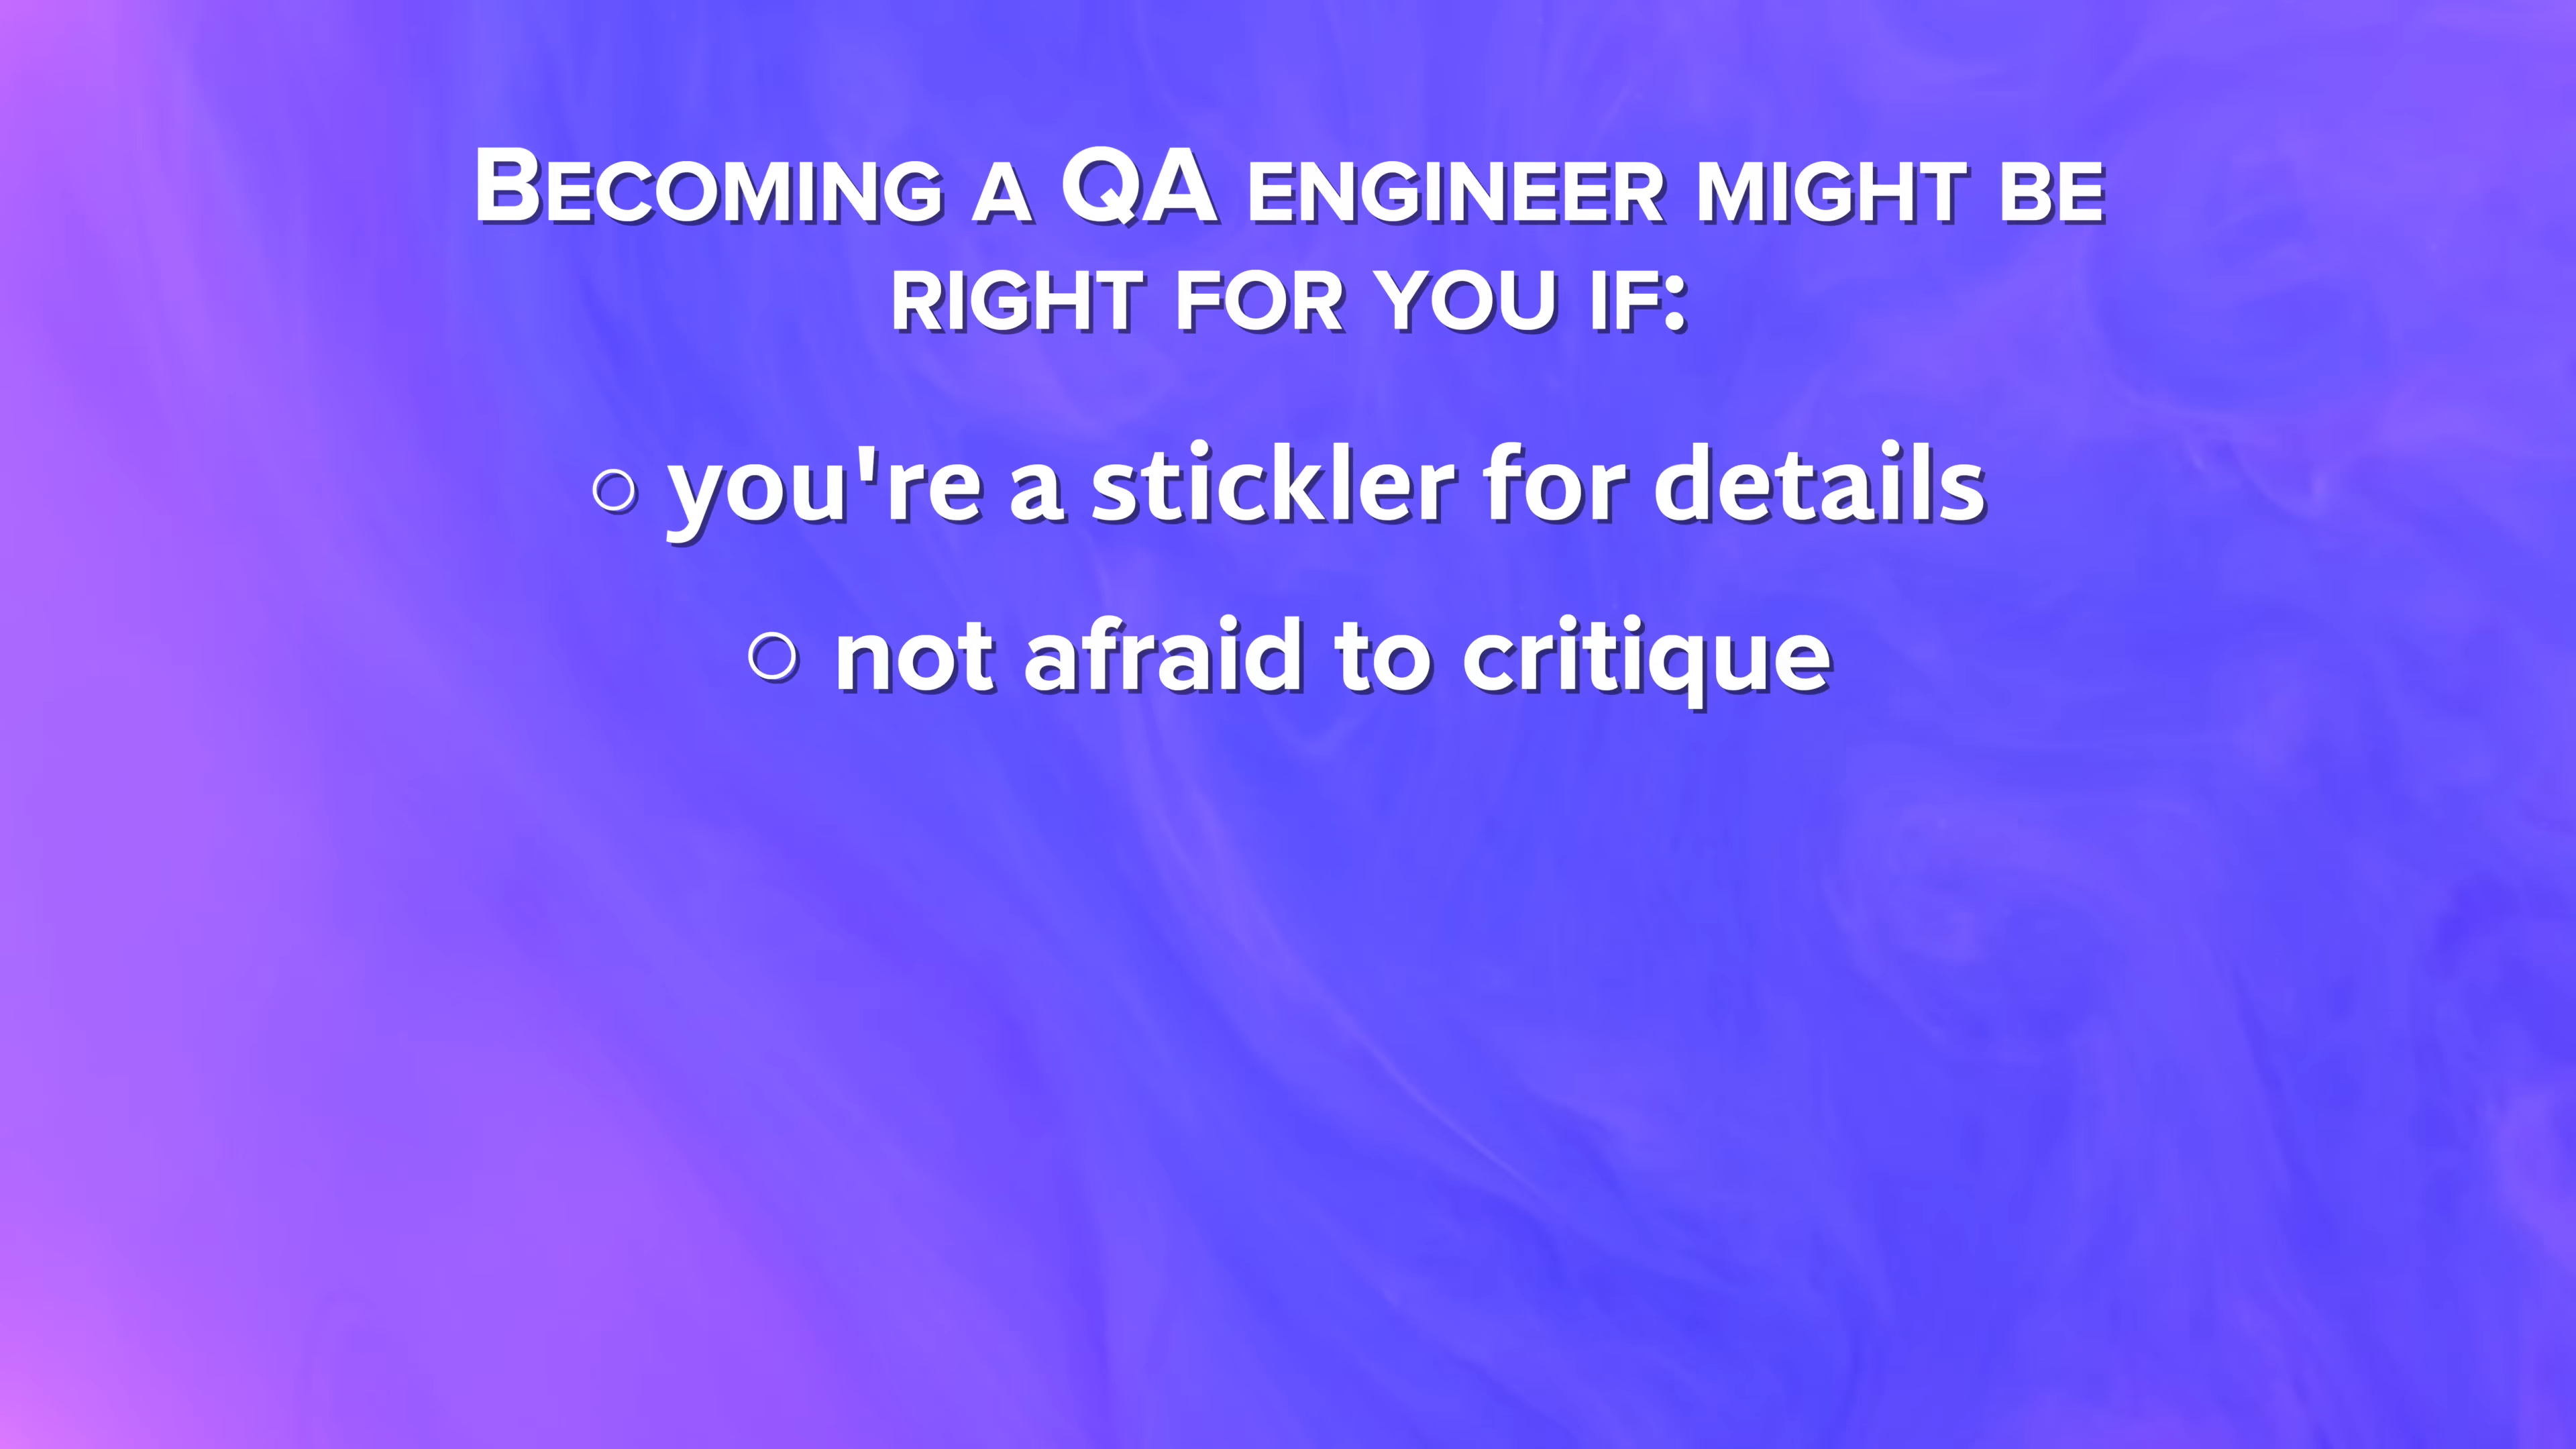 Becoming a QA engineer might be
right for you if:
○ you're a stickler for details
○ not afraid to critique